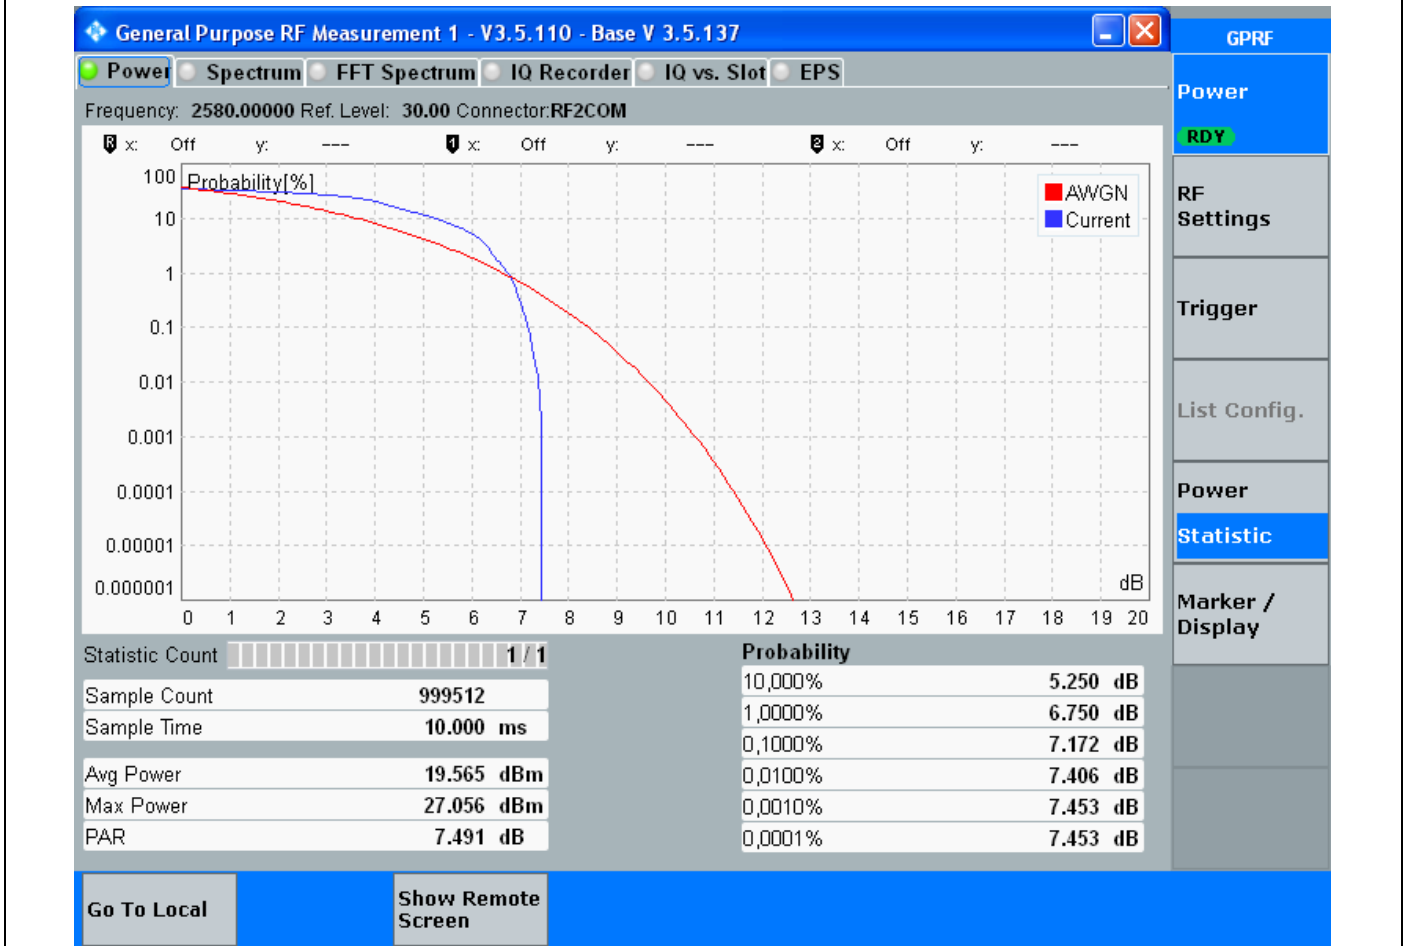 General Purpose RF Measurement 1 - V3.5.110 - Base V 3.5.137
GPRF
Power Spectrum FFT Spectrum IQ Recorder IQ vs. Slot EPS
Power
RDY
Frequency: 2580.00000 Ref. Level: 30.00 Connector:RF2COM
R x: Off y: --- 1 x: Off y: --- 2 x: Off y: ---
Probability[%]
AWGN
Current
100
10
1
0.1
0.01
0.001
0.0001
0.00001
0.000001
dB
0 1 2 3 4 5 6 7 8 9 10 11 12 13 14 15 16 17 18 19 20
RF
Settings
Trigger
List Config.
Power
Statistic
Marker /
Display
Statistic Count 1 / 1
Sample Count 999512
Sample Time 10.000 ms
Avg Power 19.565 dBm
Max Power 27.056 dBm
PAR 7.491 dB
Probability
10,000% 5.250 dB
1,0000% 6.750 dB
0,1000% 7.172 dB
0,0100% 7.406 dB
0,0010% 7.453 dB
0,0001% 7.453 dB
Go To Local
Show Remote
Screen